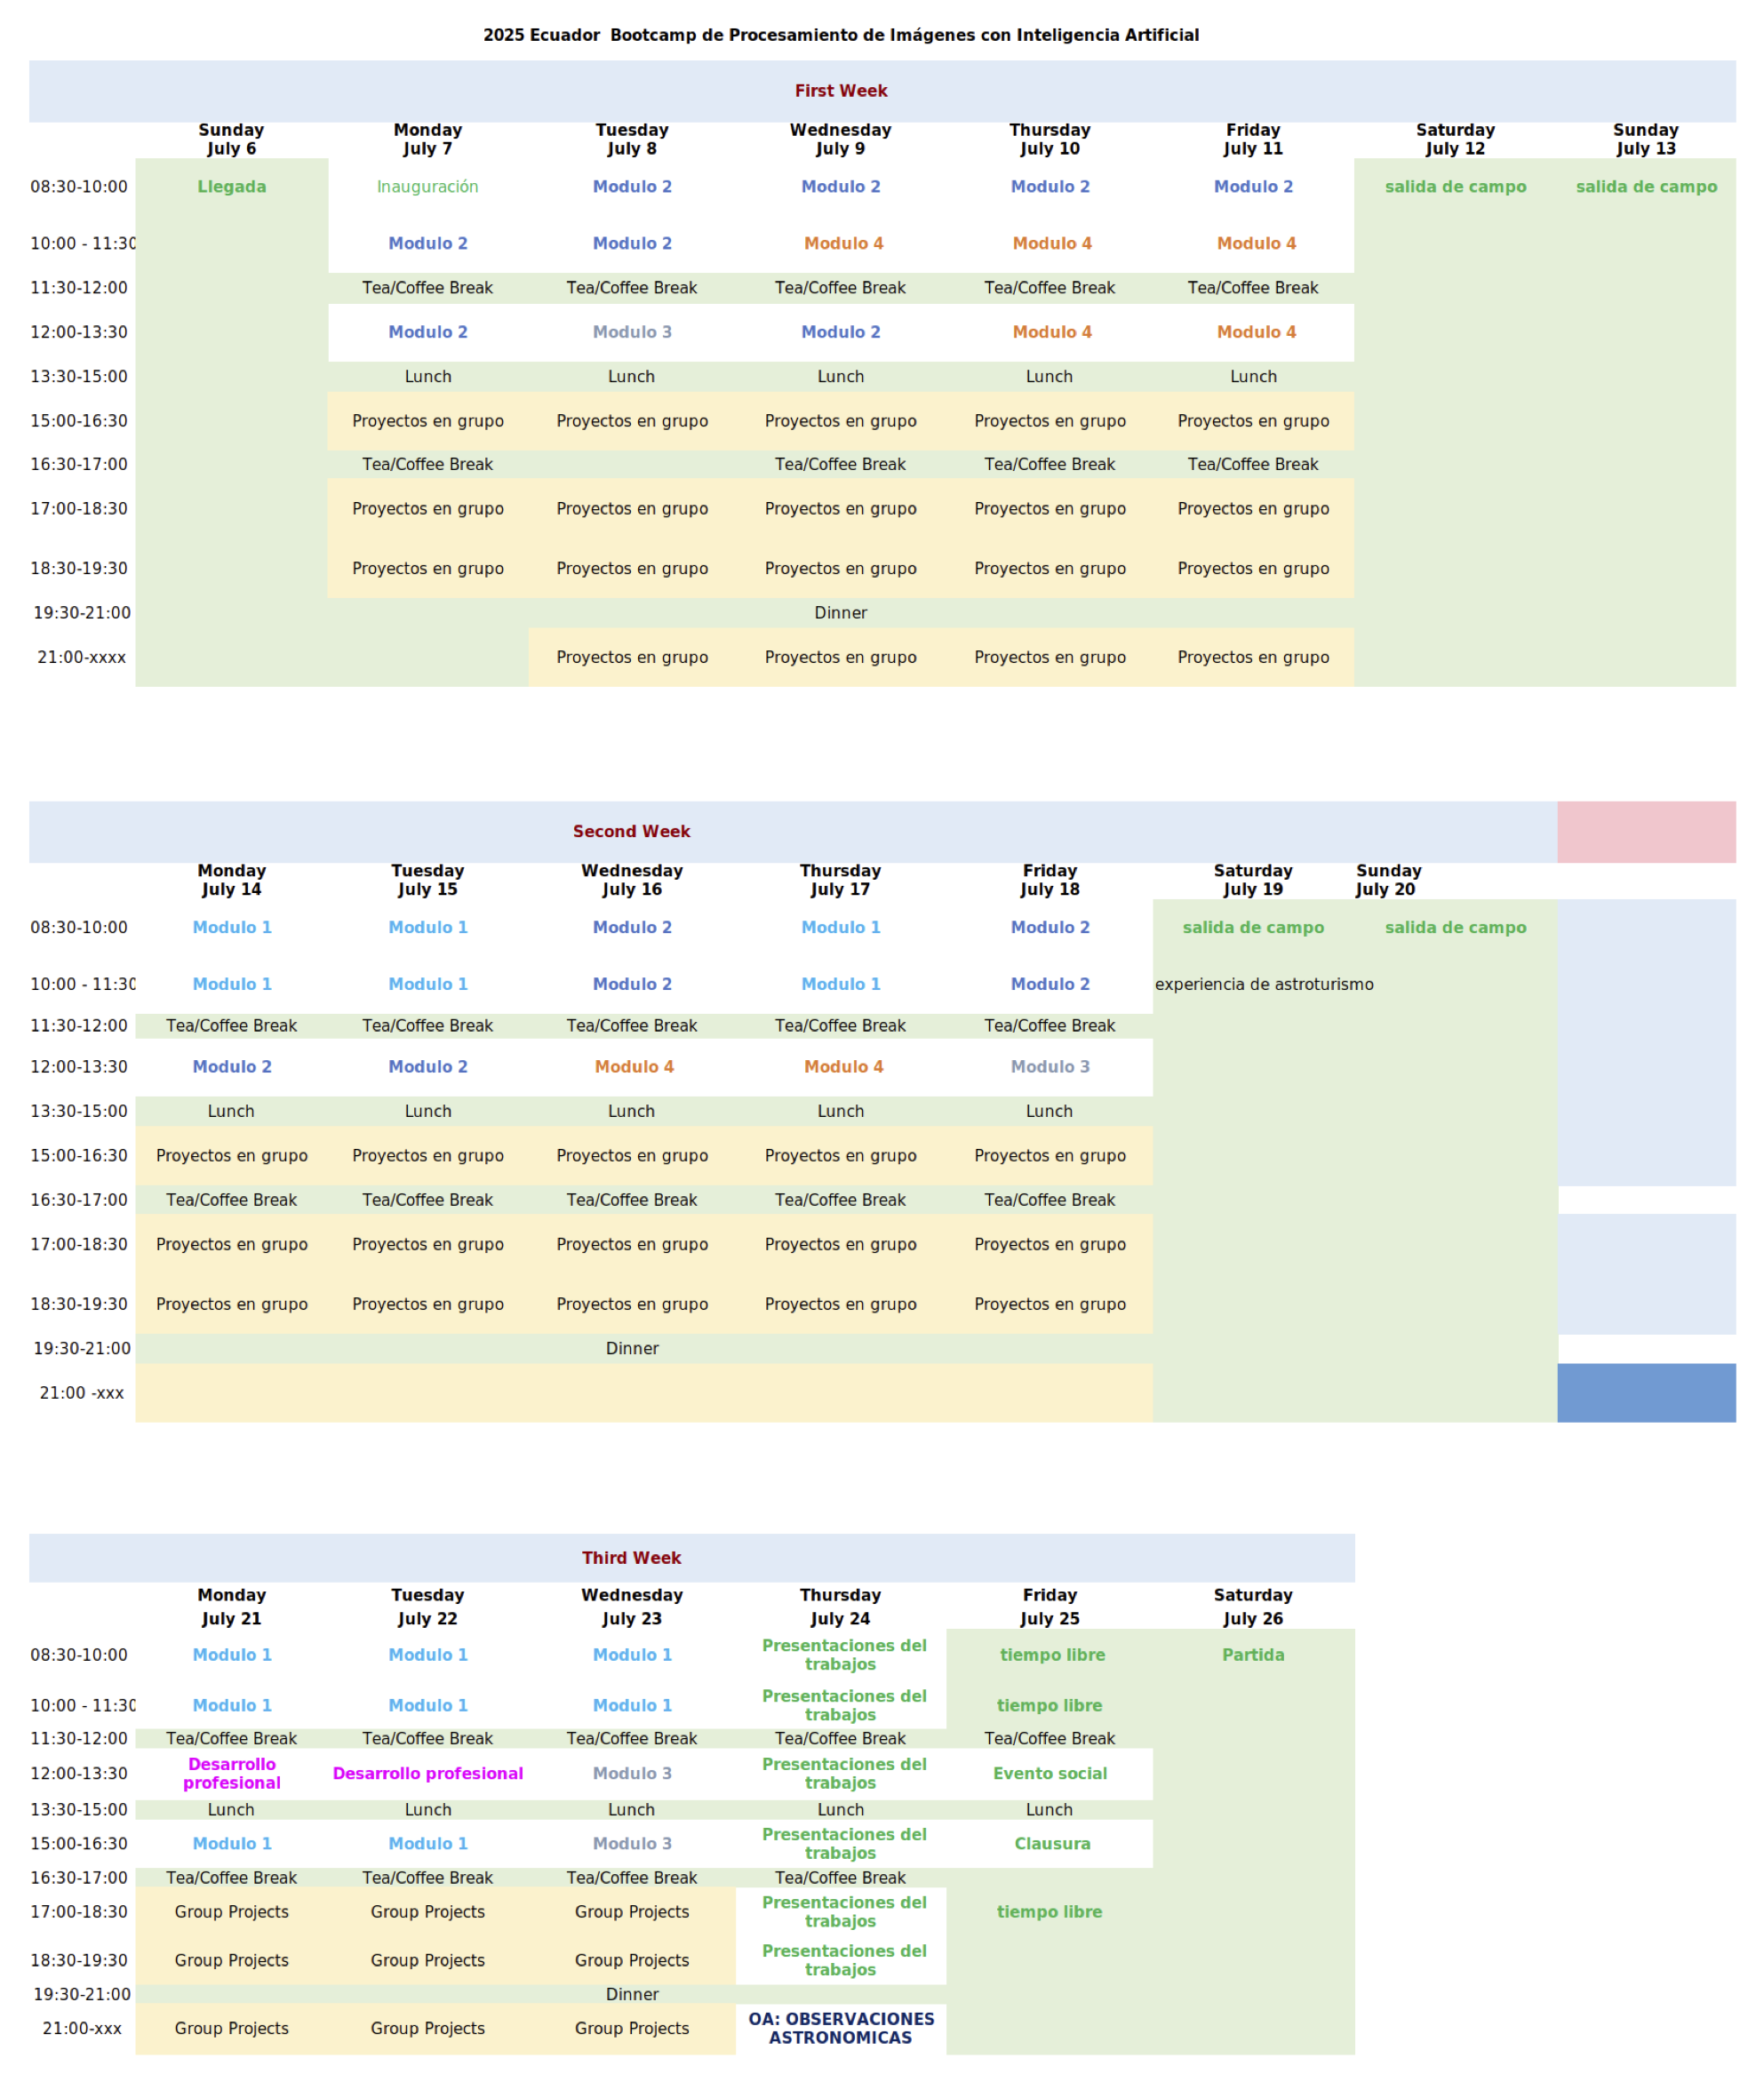 2025 Ecuador  Bootcamp de Procesamiento de Imágenes con Inteligencia Artificial
First Week
Sunday Monday Tuesday Wednesday Thursday Friday Saturday Sunday
July 6 July 7 July 8 July 9 July 10 July 11 July 12 July 13
08:30-10:00 Llegada Inauguración Modulo 2 Modulo 2 Modulo 2 Modulo 2 salida de campo salida de campo
10:00 - 11:30 Modulo 2 Modulo 2 Modulo 4 Modulo 4 Modulo 4
11:30-12:00 Tea/Coffee Break Tea/Coffee Break Tea/Coffee Break Tea/Coffee Break Tea/Coffee Break
12:00-13:30 Modulo 2 Modulo 3 Modulo 2 Modulo 4 Modulo 4
13:30-15:00 Lunch Lunch Lunch Lunch Lunch
15:00-16:30 Proyectos en grupo Proyectos en grupo Proyectos en grupo Proyectos en grupo Proyectos en grupo
16:30-17:00 Tea/Coffee Break Tea/Coffee Break Tea/Coffee Break Tea/Coffee Break
17:00-18:30 Proyectos en grupo Proyectos en grupo Proyectos en grupo Proyectos en grupo Proyectos en grupo
18:30-19:30 Proyectos en grupo Proyectos en grupo Proyectos en grupo Proyectos en grupo Proyectos en grupo
19:30-21:00 Dinner
21:00-xxxx Proyectos en grupo Proyectos en grupo Proyectos en grupo Proyectos en grupo
Second Week
Monday Tuesday Wednesday Thursday Friday Saturday Sunday
July 14 July 15 July 16 July 17 July 18 July 19 July 20
08:30-10:00 Modulo 1 Modulo 1 Modulo 2 Modulo 1 Modulo 2 salida de campo salida de campo
10:00 - 11:30 Modulo 1 Modulo 1 Modulo 2 Modulo 1 Modulo 2 experiencia de astroturismo
11:30-12:00 Tea/Coffee Break Tea/Coffee Break Tea/Coffee Break Tea/Coffee Break Tea/Coffee Break
12:00-13:30 Modulo 2 Modulo 2 Modulo 4 Modulo 4 Modulo 3
13:30-15:00 Lunch Lunch Lunch Lunch Lunch
15:00-16:30 Proyectos en grupo Proyectos en grupo Proyectos en grupo Proyectos en grupo Proyectos en grupo
16:30-17:00 Tea/Coffee Break Tea/Coffee Break Tea/Coffee Break Tea/Coffee Break Tea/Coffee Break
17:00-18:30 Proyectos en grupo Proyectos en grupo Proyectos en grupo Proyectos en grupo Proyectos en grupo
18:30-19:30 Proyectos en grupo Proyectos en grupo Proyectos en grupo Proyectos en grupo Proyectos en grupo
19:30-21:00 Dinner
21:00 -xxx
Third Week
Monday Tuesday Wednesday Thursday Friday Saturday
July 21 July 22 July 23 July 24 July 25 July 26
08:30-10:00 Modulo 1 Modulo 1 Modulo 1 Presentaciones del trabajos tiempo libre Partida
10:00 - 11:30 Modulo 1 Modulo 1 Modulo 1 Presentaciones del trabajos tiempo libre
11:30-12:00 Tea/Coffee Break Tea/Coffee Break Tea/Coffee Break Tea/Coffee Break Tea/Coffee Break
12:00-13:30 Desarrollo profesional Desarrollo profesional Modulo 3 Presentaciones del trabajos Evento social
13:30-15:00 Lunch Lunch Lunch Lunch Lunch
15:00-16:30 Modulo 1 Modulo 1 Modulo 3 Presentaciones del trabajos Clausura
16:30-17:00 Tea/Coffee Break Tea/Coffee Break Tea/Coffee Break Tea/Coffee Break
17:00-18:30 Group Projects Group Projects Group Projects Presentaciones del trabajos tiempo libre
18:30-19:30 Group Projects Group Projects Group Projects Presentaciones del trabajos
19:30-21:00 Dinner
21:00-xxx Group Projects Group Projects Group Projects OA: OBSERVACIONES ASTRONOMICAS